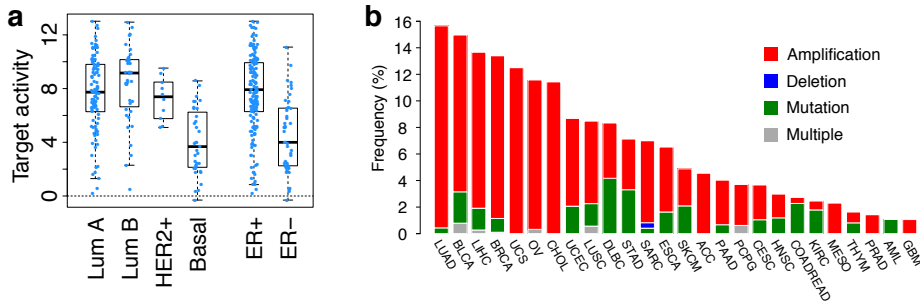 a
Target activity
12
8
4
0
Lum A
Lum B
HER2+
Basal
ER+
ER−
b
Frequency (%)
16
14
12
10
8
6
4
2
0
Amplification
Deletion
Mutation
Multiple
LUAD
BLCA
LIHC
BRCA
UCS
OV
CHOL
UCEC
LUSC
DLBC
STAD
SARC
ESCA
SKCM
ACC
PAAD
PCPG
CESC
HNSC
COADREAD
KIRC
MESO
THYM
PRAD
AML
GBM